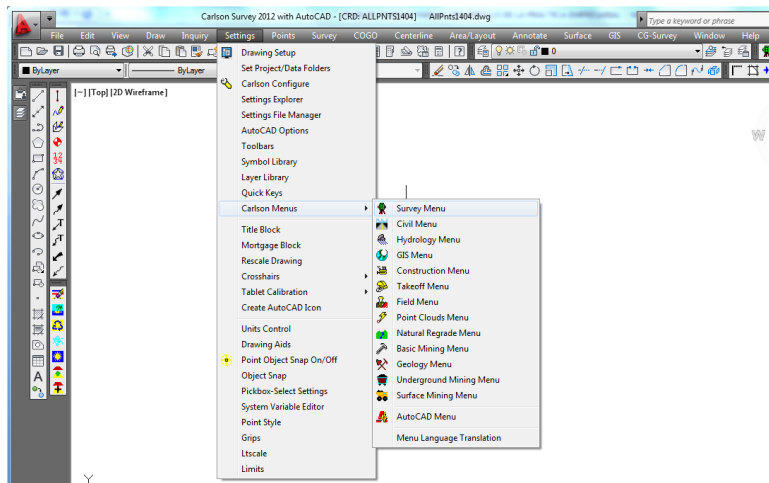 Carlson Survey 2012 with AutoCAD - [CRD: ALLPNTS1404] AllPnts1404.dwg
Type a keyword or phrase
File Edit View Draw Inquiry Settings Points Survey COGO Centerline Area/Layout Annotate Surface GIS CG-Survey Window Help
0
ByLayer
ByLayer
[−] [Top] [2D Wireframe]
W
Drawing Setup
Set Project/Data Folders
Carlson Configure
Settings Explorer
Settings File Manager
AutoCAD Options
Toolbars
Symbol Library
Layer Library
Quick Keys
Carlson Menus
Title Block
Mortgage Block
Rescale Drawing
Crosshairs
Tablet Calibration
Create AutoCAD Icon
Units Control
Drawing Aids
Point Object Snap On/Off
Object Snap
Pickbox-Select Settings
System Variable Editor
Point Style
Grips
Ltscale
Limits
Survey Menu
Civil Menu
Hydrology Menu
GIS Menu
Construction Menu
Takeoff Menu
Field Menu
Point Clouds Menu
Natural Regrade Menu
Basic Mining Menu
Geology Menu
Underground Mining Menu
Surface Mining Menu
AutoCAD Menu
Menu Language Translation
A
Y